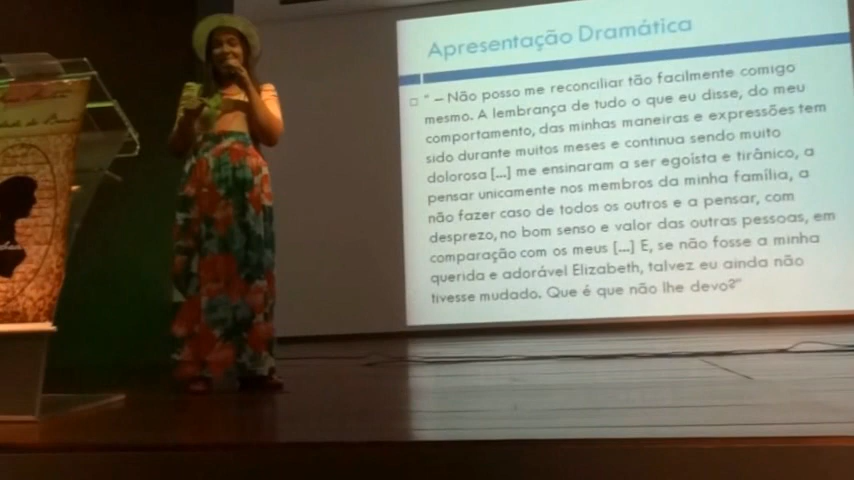 Apresentação Dramática
" – Não posso me reconciliar tão facilmente comigo
mesmo. A lembrança de tudo o que eu disse, do meu
comportamento, das minhas maneiras e expressões tem
sido durante muitos meses e continua sendo muito
dolorosa [...] me ensinaram a ser egoísta e tirânico, a
pensar unicamente nos membros da minha família, a
não fazer caso de todos os outros e a pensar, com
desprezo, no bom senso e valor das outras pessoas, em
comparação com os meus [...] E, se não fosse a minha
querida e adorável Elizabeth, talvez eu ainda não
tivesse mudado. Que é que não lhe devo?"